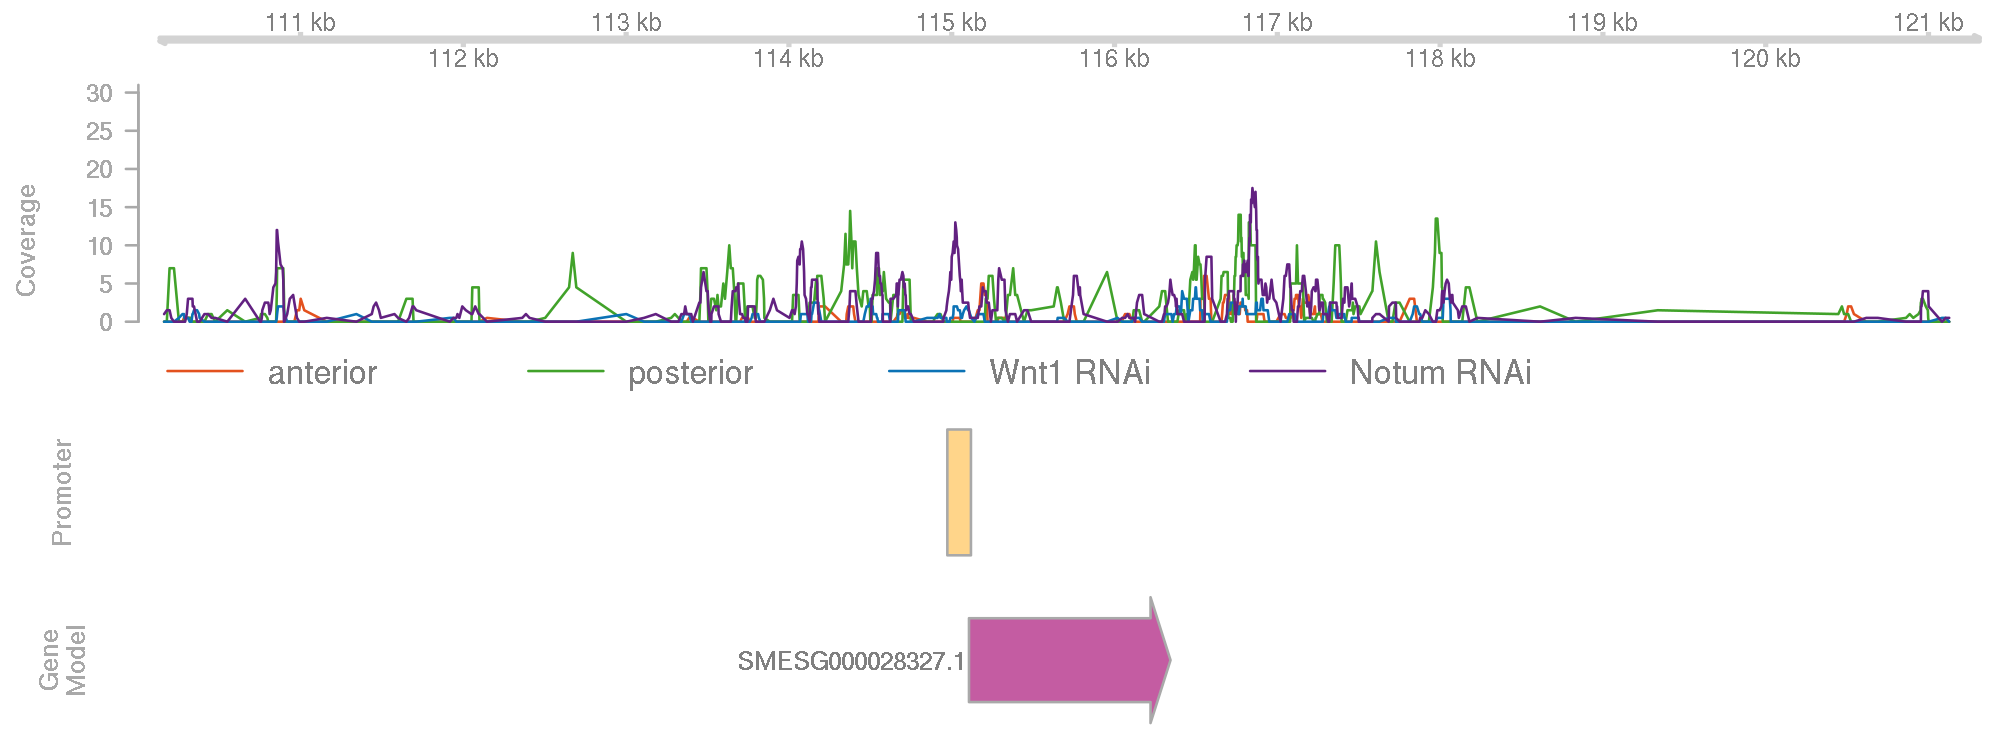 111 kb 113 kb 115 kb 117 kb 119 kb 121 kb
112 kb 114 kb 116 kb 118 kb 120 kb
Coverage
30
25
20
15
10
5
0
anterior posterior Wnt1 RNAi Notum RNAi
Promoter
Gene
Model
SMESG000028327.1